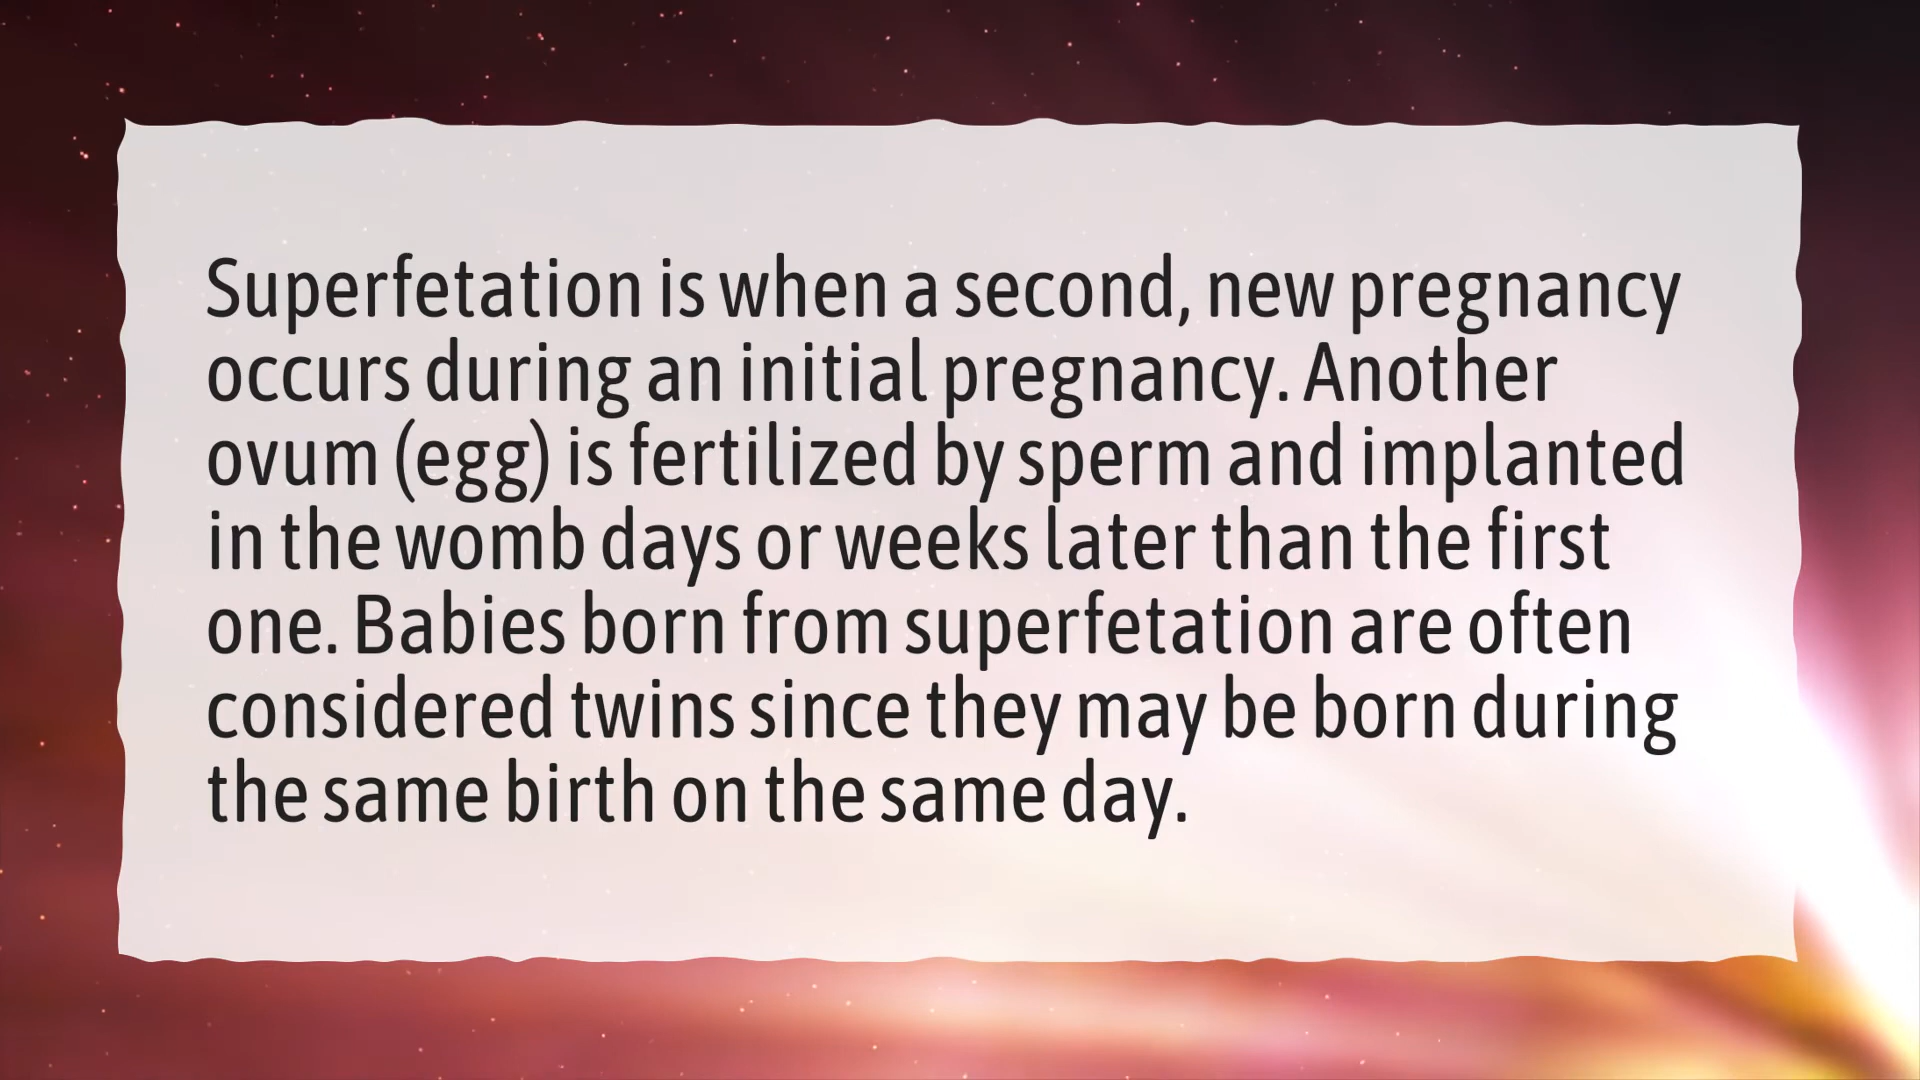 Superfetation is when a second, new pregnancy
occurs during an initial pregnancy. Another
ovum (egg) is fertilized by sperm and implanted
in the womb days or weeks later than the first
one. Babies born from superfetation are often
considered twins since they may be born during
the same birth on the same day.